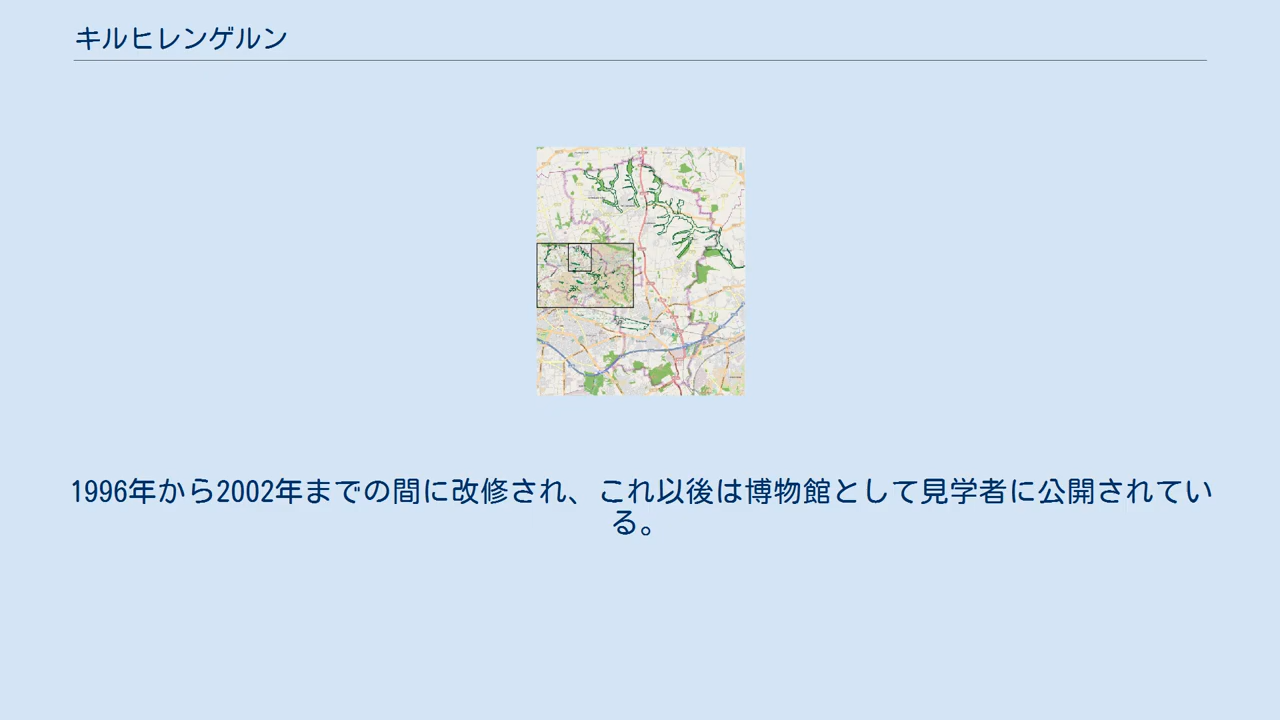 キルヒレンゲルン
1996年から2002年までの間に改修され、これ以後は博物館として見学者に公開されてい
る。